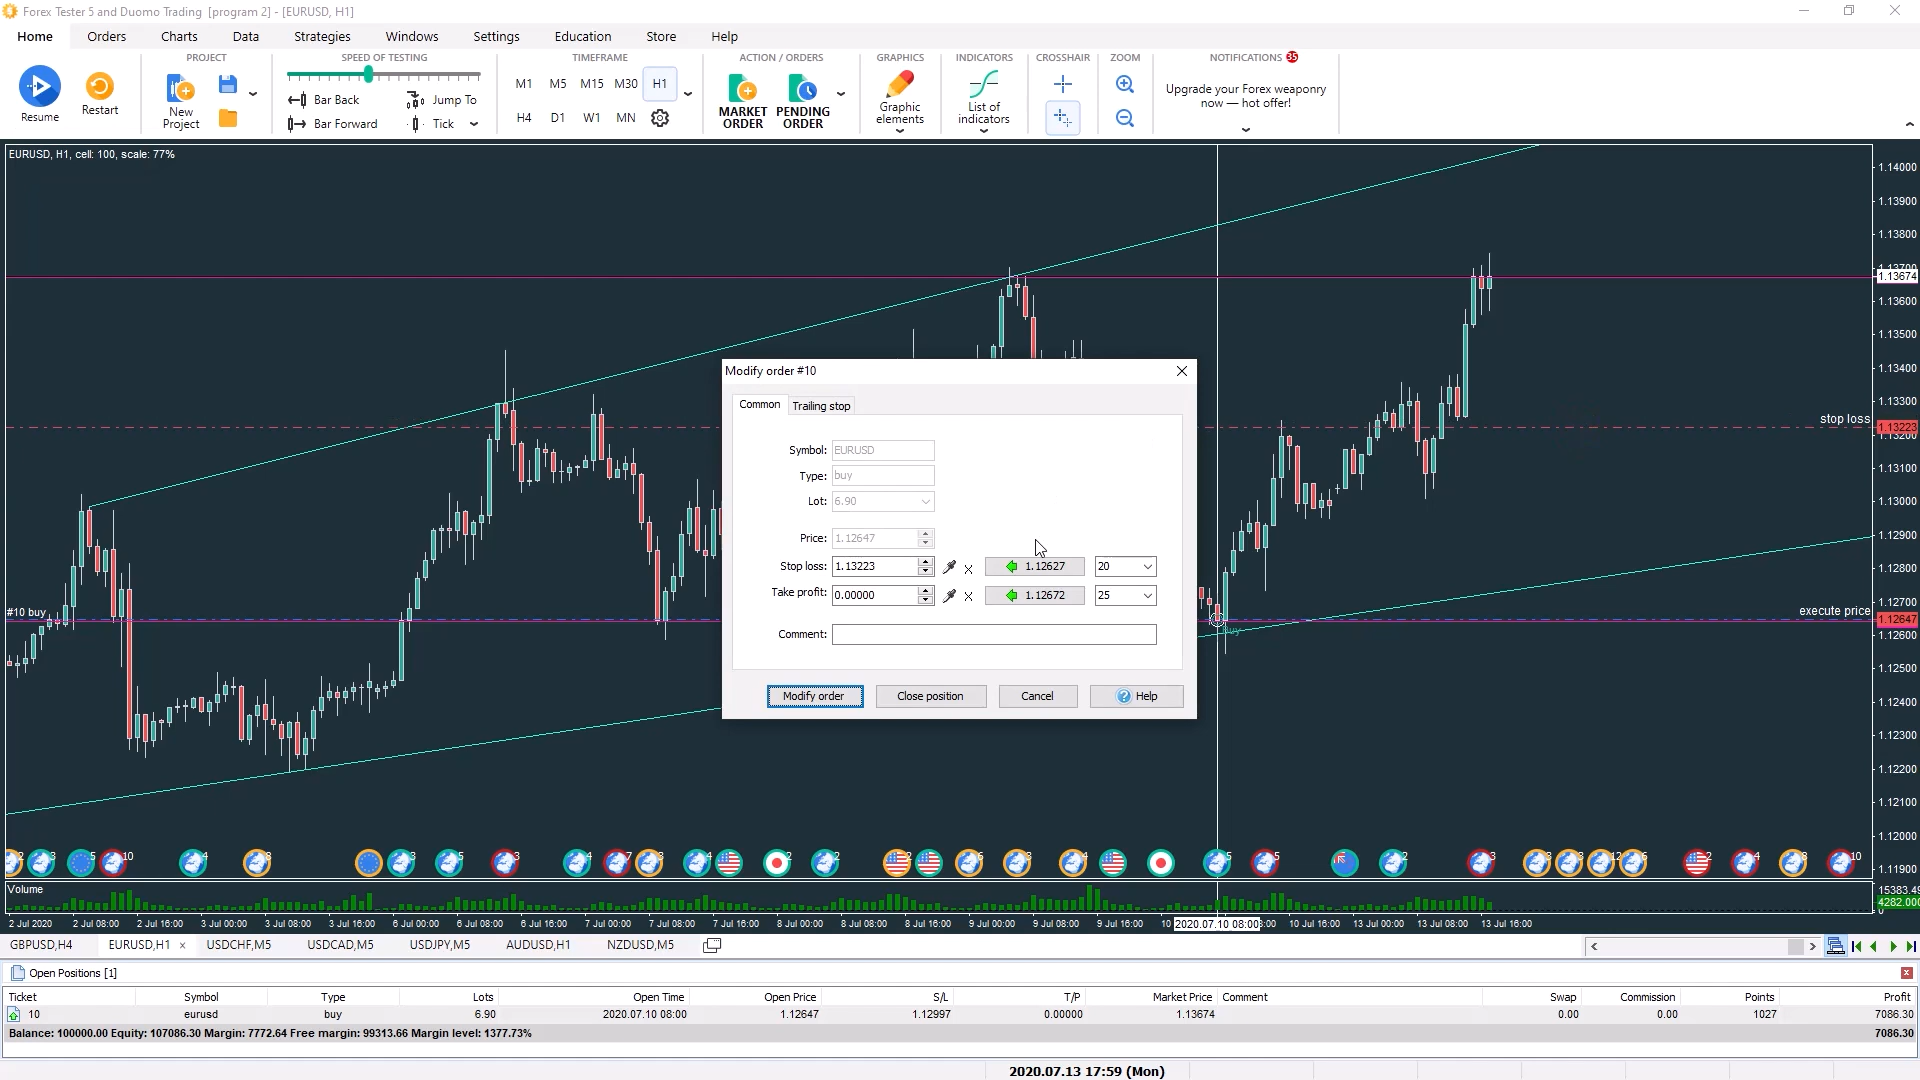 Forex Tester 5 and Duomo Trading [program 2] - [EURUSD, H1]
Home Orders Charts Data Strategies Windows Settings Education Store Help
PROJECT SPEED OF TESTING TIMEFRAME ACTION / ORDERS GRAPHICS INDICATORS CROSSHAIR ZOOM NOTIFICATIONS 35
Resume
Restart
New Project
Bar Back Jump To
Bar Forward Tick
M1 M5 M15 M30 H1
H4 D1 W1 MN
MARKET ORDER
PENDING ORDER
Graphic elements
List of indicators
Upgrade your Forex weaponry
now — hot offer!
EURUSD, H1, cell: 100, scale: 77%
1.14000
1.13900
1.13800
1.13700
1.13674
1.13600
1.13500
1.13400
1.13300
stop loss
1.13223
1.13200
1.13100
1.13000
1.12900
1.12800
1.12700
#10 buy
execute price
1.12647
buy
1.12600
1.12500
1.12400
1.12300
1.12200
1.12100
1.12000
1.11900
Modify order #10
Common Trailing stop
Symbol: EURUSD
Type: buy
Lot: 6.90
Price: 1.12647
Stop loss: 1.13223 1.12627 20
Take profit: 0.00000 1.12672 25
Comment:
Modify order Close position Cancel Help
Volume
15383.49
4282.000
0
2 Jul 2020 2 Jul 08:00 2 Jul 16:00 3 Jul 00:00 3 Jul 08:00 3 Jul 16:00 6 Jul 00:00 6 Jul 08:00 6 Jul 16:00 7 Jul 00:00 7 Jul 08:00 7 Jul 16:00 8 Jul 00:00 8 Jul 08:00 8 Jul 16:00 9 Jul 00:00 9 Jul 08:00 9 Jul 16:00 10 2020.07.10 08:00 10 Jul 16:00 13 Jul 00:00 13 Jul 08:00 13 Jul 16:00
GBPUSD,H4 EURUSD,H1 x USDCHF,M5 USDCAD,M5 USDJPY,M5 AUDUSD,H1 NZDUSD,M5
Open Positions [1]
Ticket Symbol Type Lots Open Time Open Price S/L T/P Market Price Comment Swap Commission Points Profit
10 eurusd buy 6.90 2020.07.10 08:00 1.12647 1.12997 0.00000 1.13674 0.00 0.00 1027 7086.30
Balance: 100000.00 Equity: 107086.30 Margin: 7772.64 Free margin: 99313.66 Margin level: 1377.73% 7086.30
2020.07.13 17:59 (Mon)